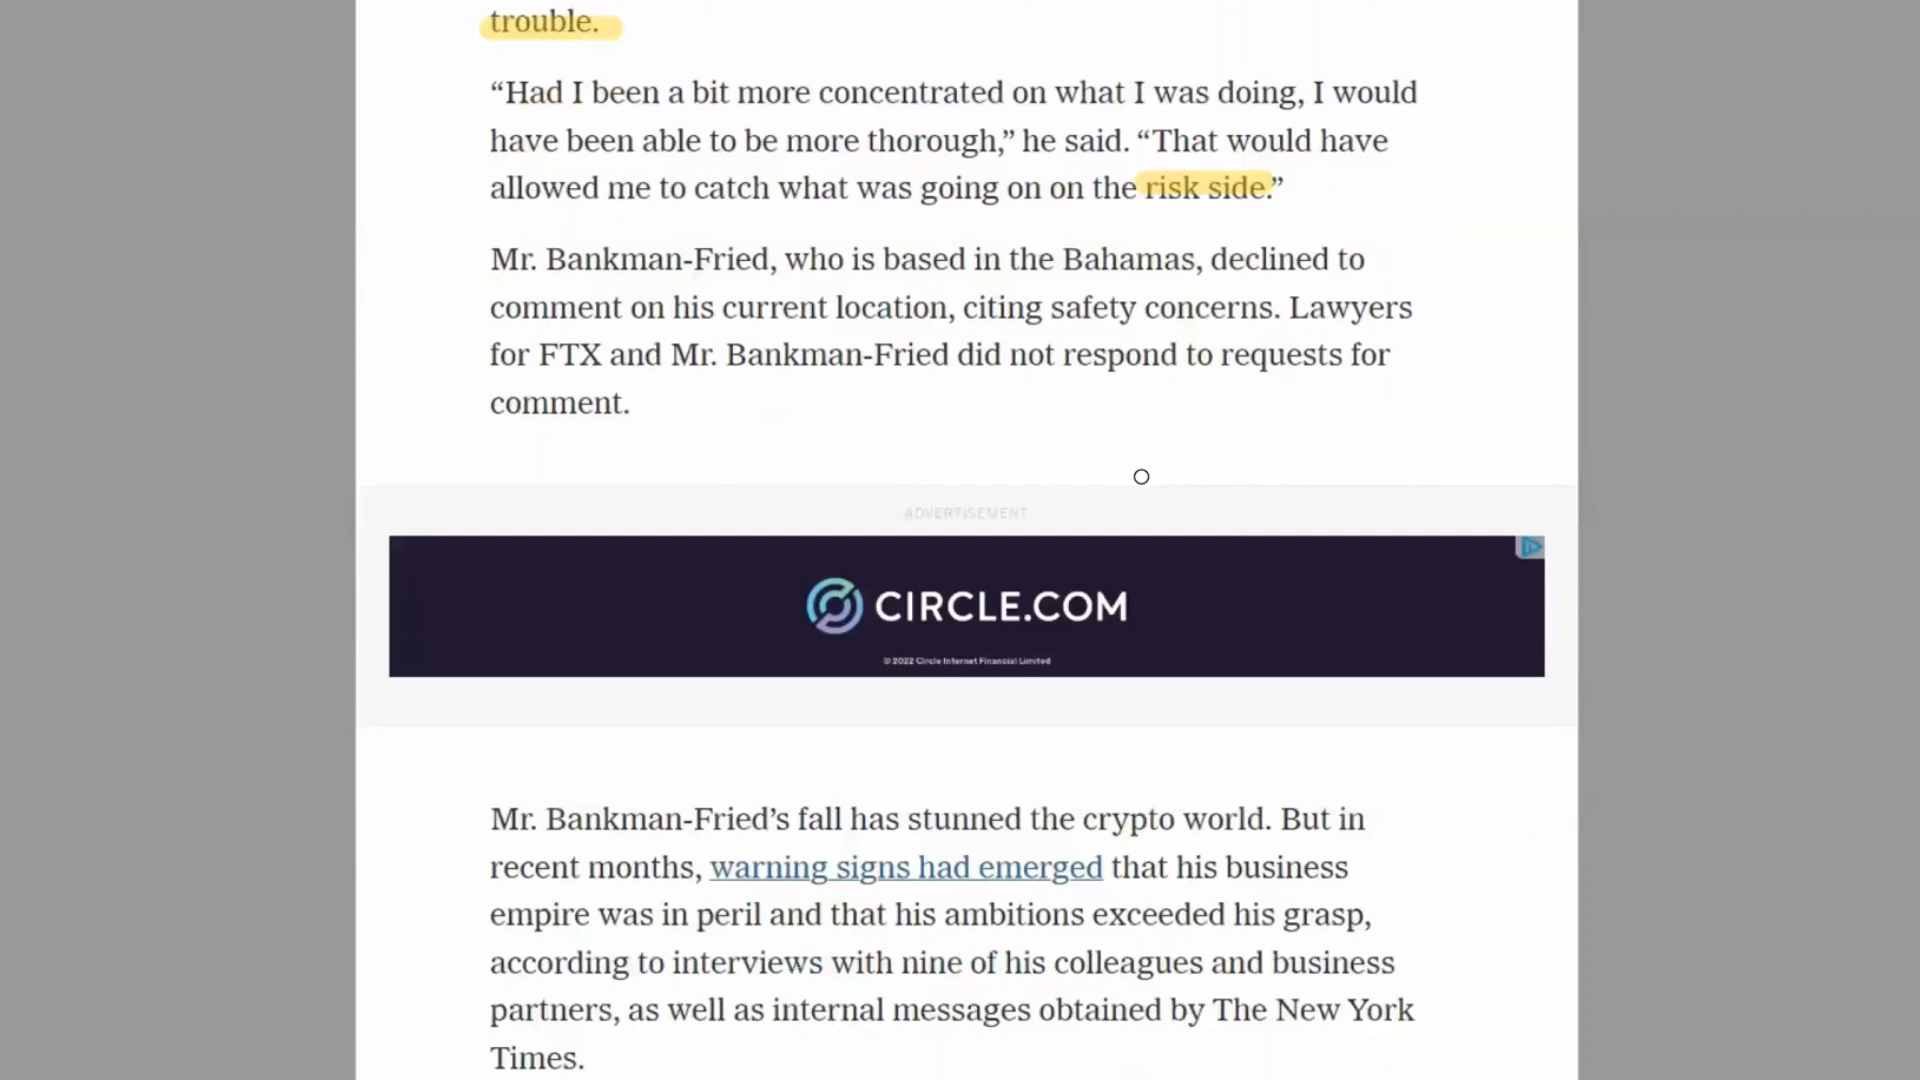 trouble.
“Had I been a bit more concentrated on what I was doing, I would
have been able to be more thorough,” he said. “That would have
allowed me to catch what was going on on the risk side.”
Mr. Bankman-Fried, who is based in the Bahamas, declined to
comment on his current location, citing safety concerns. Lawyers
for FTX and Mr. Bankman-Fried did not respond to requests for
comment.
ADVERTISEMENT
CIRCLE.COM
© 2022 Circle Internet Financial Limited
Mr. Bankman-Fried’s fall has stunned the crypto world. But in
recent months, warning signs had emerged that his business
empire was in peril and that his ambitions exceeded his grasp,
according to interviews with nine of his colleagues and business
partners, as well as internal messages obtained by The New York
Times.